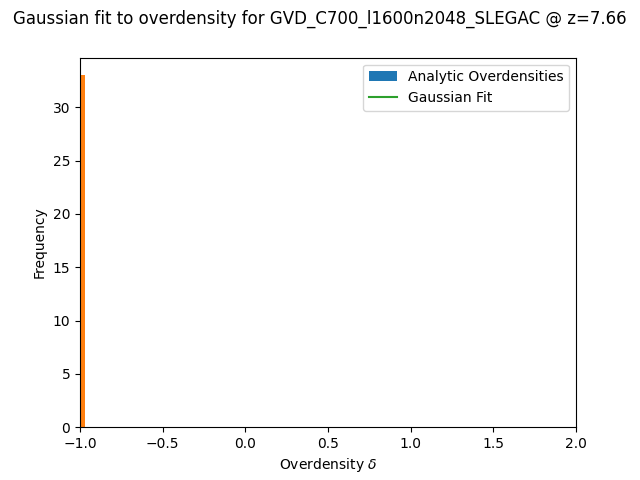 Gaussian fit to overdensity for GVD_C700_l1600n2048_SLEGAC @ z=7.66
Analytic Overdensities
Gaussian Fit
Frequency
30
25
20
15
10
5
0
−1.0 −0.5 0.0 0.5 1.0 1.5 2.0
Overdensity δ